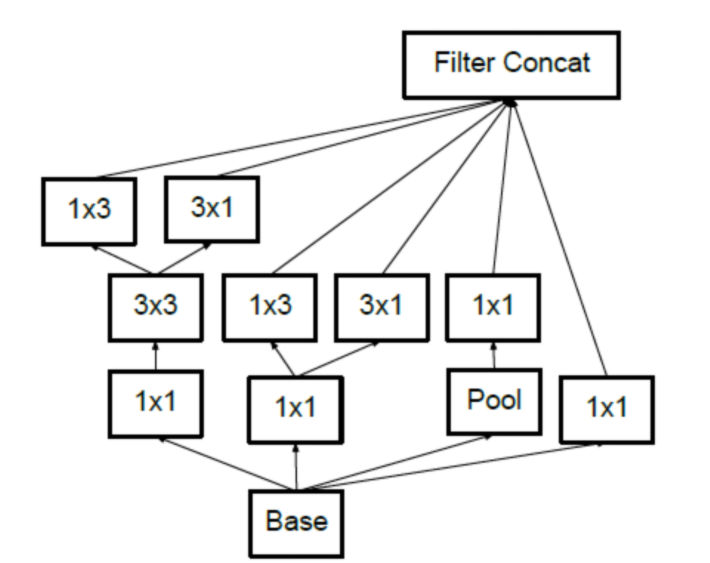 Filter Concat
1x3
3x1
3x3
1x3
3x1
1x1
1x1
1x1
Pool
1x1
Base